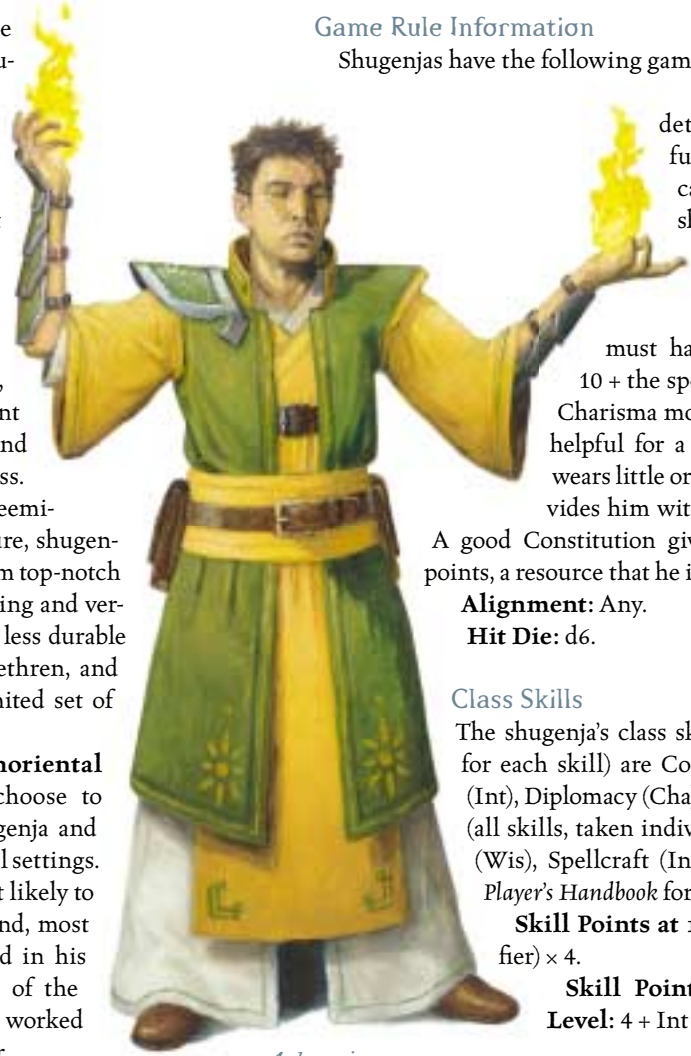 e
u-
,
nt
nd
ss.
eemi-
ure, shugen-
m top-notch
ing and ver-
less durable
ethren, and
nited set of
noriental
choose to
genja and
l settings.
t likely to
nd, most
d in his
of the
worked
Game Rule Information
Shugenjas have the following gam
det
fu
ca
sh
must ha
10 + the spe
Charisma mo
helpful for a
wears little or
vides him wit
A good Constitution giv
points, a resource that he i
Alignment: Any.
Hit Die: d6.
Class Skills
The shugenja's class sk
for each skill) are Co
(Int), Diplomacy (Cha
(all skills, taken indiv
(Wis), Spellcraft (In
Player's Handbook for
Skill Points at 1
fier) × 4.
Skill Point
Level: 4 + Int